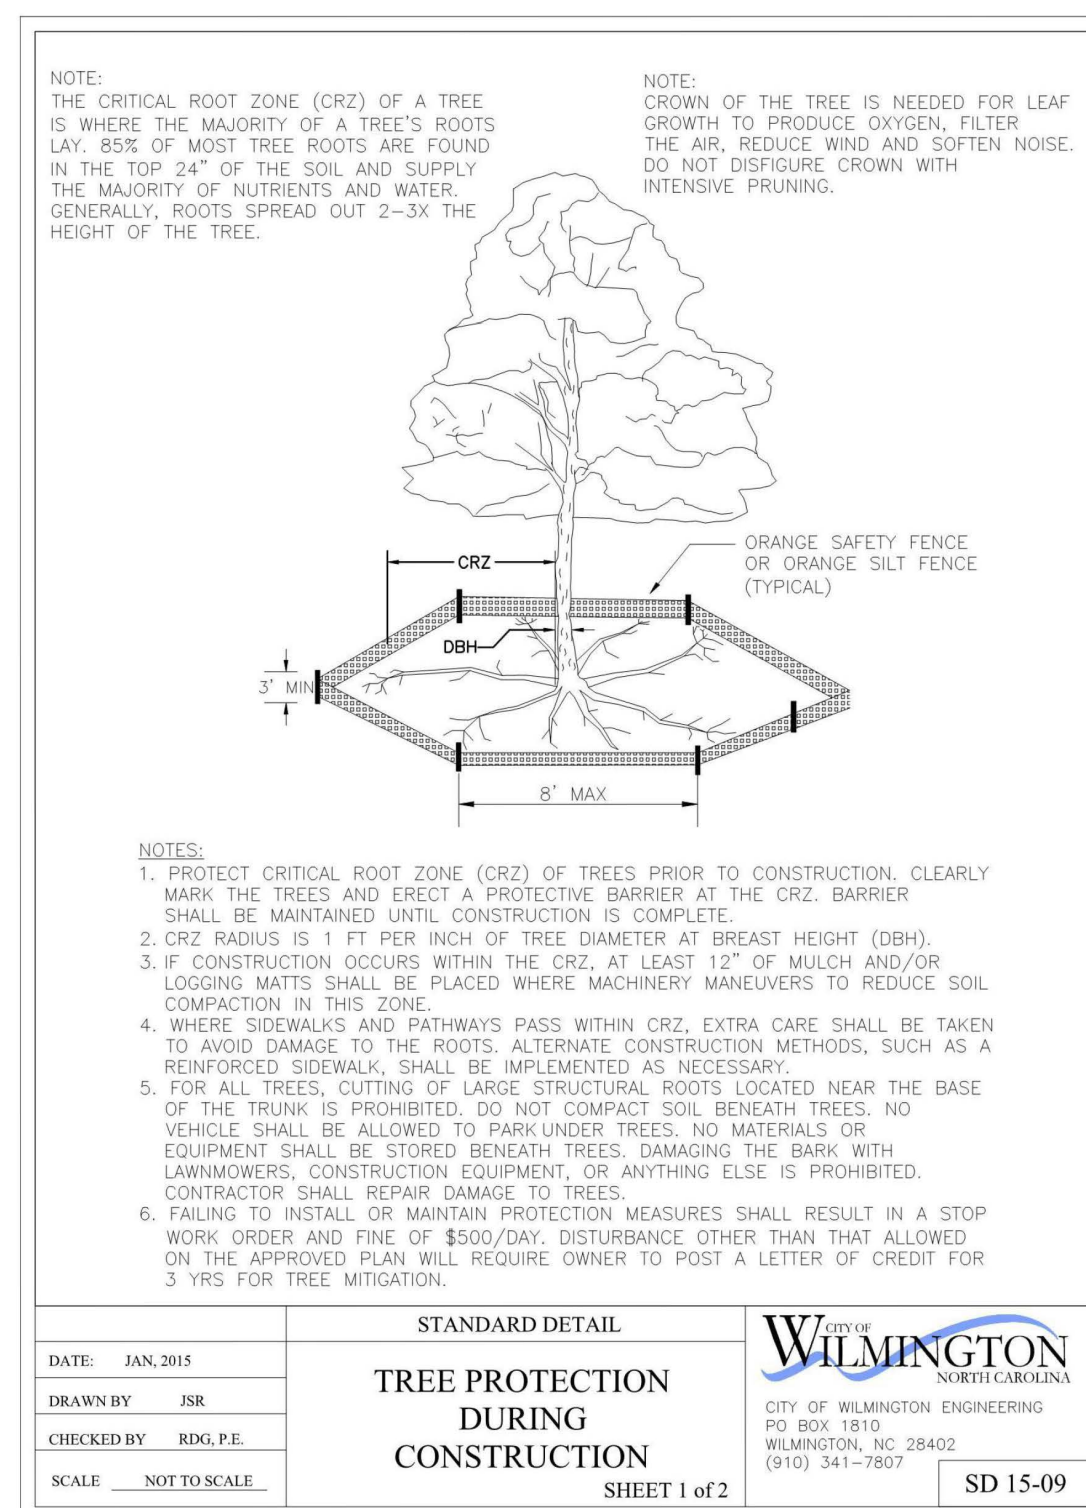 NOTE:
THE CRITICAL ROOT ZONE (CRZ) OF A TREE
IS WHERE THE MAJORITY OF A TREE'S ROOTS
LAY. 85% OF MOST TREE ROOTS ARE FOUND
IN THE TOP 24" OF THE SOIL AND SUPPLY
THE MAJORITY OF NUTRIENTS AND WATER.
GENERALLY, ROOTS SPREAD OUT 2-3X THE
HEIGHT OF THE TREE.
NOTE:
CROWN OF THE TREE IS NEEDED FOR LEAF
GROWTH TO PRODUCE OXYGEN, FILTER
THE AIR, REDUCE WIND AND SOFTEN NOISE.
DO NOT DISFIGURE CROWN WITH
INTENSIVE PRUNING.
ORANGE SAFETY FENCE
OR ORANGE SILT FENCE
(TYPICAL)
CRZ
DBH
3' MIN
8' MAX
NOTES:
1. PROTECT CRITICAL ROOT ZONE (CRZ) OF TREES PRIOR TO CONSTRUCTION. CLEARLY
MARK THE TREES AND ERECT A PROTECTIVE BARRIER AT THE CRZ. BARRIER
SHALL BE MAINTAINED UNTIL CONSTRUCTION IS COMPLETE.
2. CRZ RADIUS IS 1 FT PER INCH OF TREE DIAMETER AT BREAST HEIGHT (DBH).
3. IF CONSTRUCTION OCCURS WITHIN THE CRZ, AT LEAST 12" OF MULCH AND/OR
LOGGING MATTS SHALL BE PLACED WHERE MACHINERY MANEUVERS TO REDUCE SOIL
COMPACTION IN THIS ZONE.
4. WHERE SIDEWALKS AND PATHWAYS PASS WITHIN CRZ, EXTRA CARE SHALL BE TAKEN
TO AVOID DAMAGE TO THE ROOTS. ALTERNATE CONSTRUCTION METHODS, SUCH AS A
REINFORCED SIDEWALK, SHALL BE IMPLEMENTED AS NECESSARY.
5. FOR ALL TREES, CUTTING OF LARGE STRUCTURAL ROOTS LOCATED NEAR THE BASE
OF THE TRUNK IS PROHIBITED. DO NOT COMPACT SOIL BENEATH TREES. NO
VEHICLE SHALL BE ALLOWED TO PARK UNDER TREES. NO MATERIALS OR
EQUIPMENT SHALL BE STORED BENEATH TREES. DAMAGING THE BARK WITH
LAWNMOWERS, CONSTRUCTION EQUIPMENT, OR ANYTHING ELSE IS PROHIBITED.
CONTRACTOR SHALL REPAIR DAMAGE TO TREES.
6. FAILING TO INSTALL OR MAINTAIN PROTECTION MEASURES SHALL RESULT IN A STOP
WORK ORDER AND FINE OF $500/DAY. DISTURBANCE OTHER THAN THAT ALLOWED
ON THE APPROVED PLAN WILL REQUIRE OWNER TO POST A LETTER OF CREDIT FOR
3 YRS FOR TREE MITIGATION.
DATE: JAN, 2015
DRAWN BY JSR
CHECKED BY RDG, P.E.
SCALE NOT TO SCALE
STANDARD DETAIL
TREE PROTECTION
DURING
CONSTRUCTION
SHEET 1 of 2
CITY OF
WILMINGTON
NORTH CAROLINA
CITY OF WILMINGTON ENGINEERING
PO BOX 1810
WILMINGTON, NC 28402
(910) 341-7807
SD 15-09